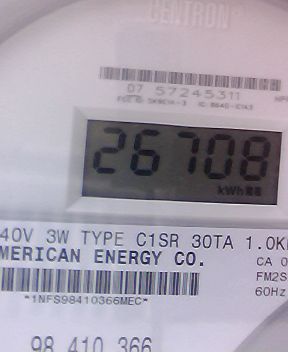 CENTRON®
07 57245311
26708
kWh
40V 3W TYPE C1SR 30TA 1.0K
MERICAN ENERGY CO.
CA 0
FM2S
60Hz
*1NFS98410366MEC*
98 410 366